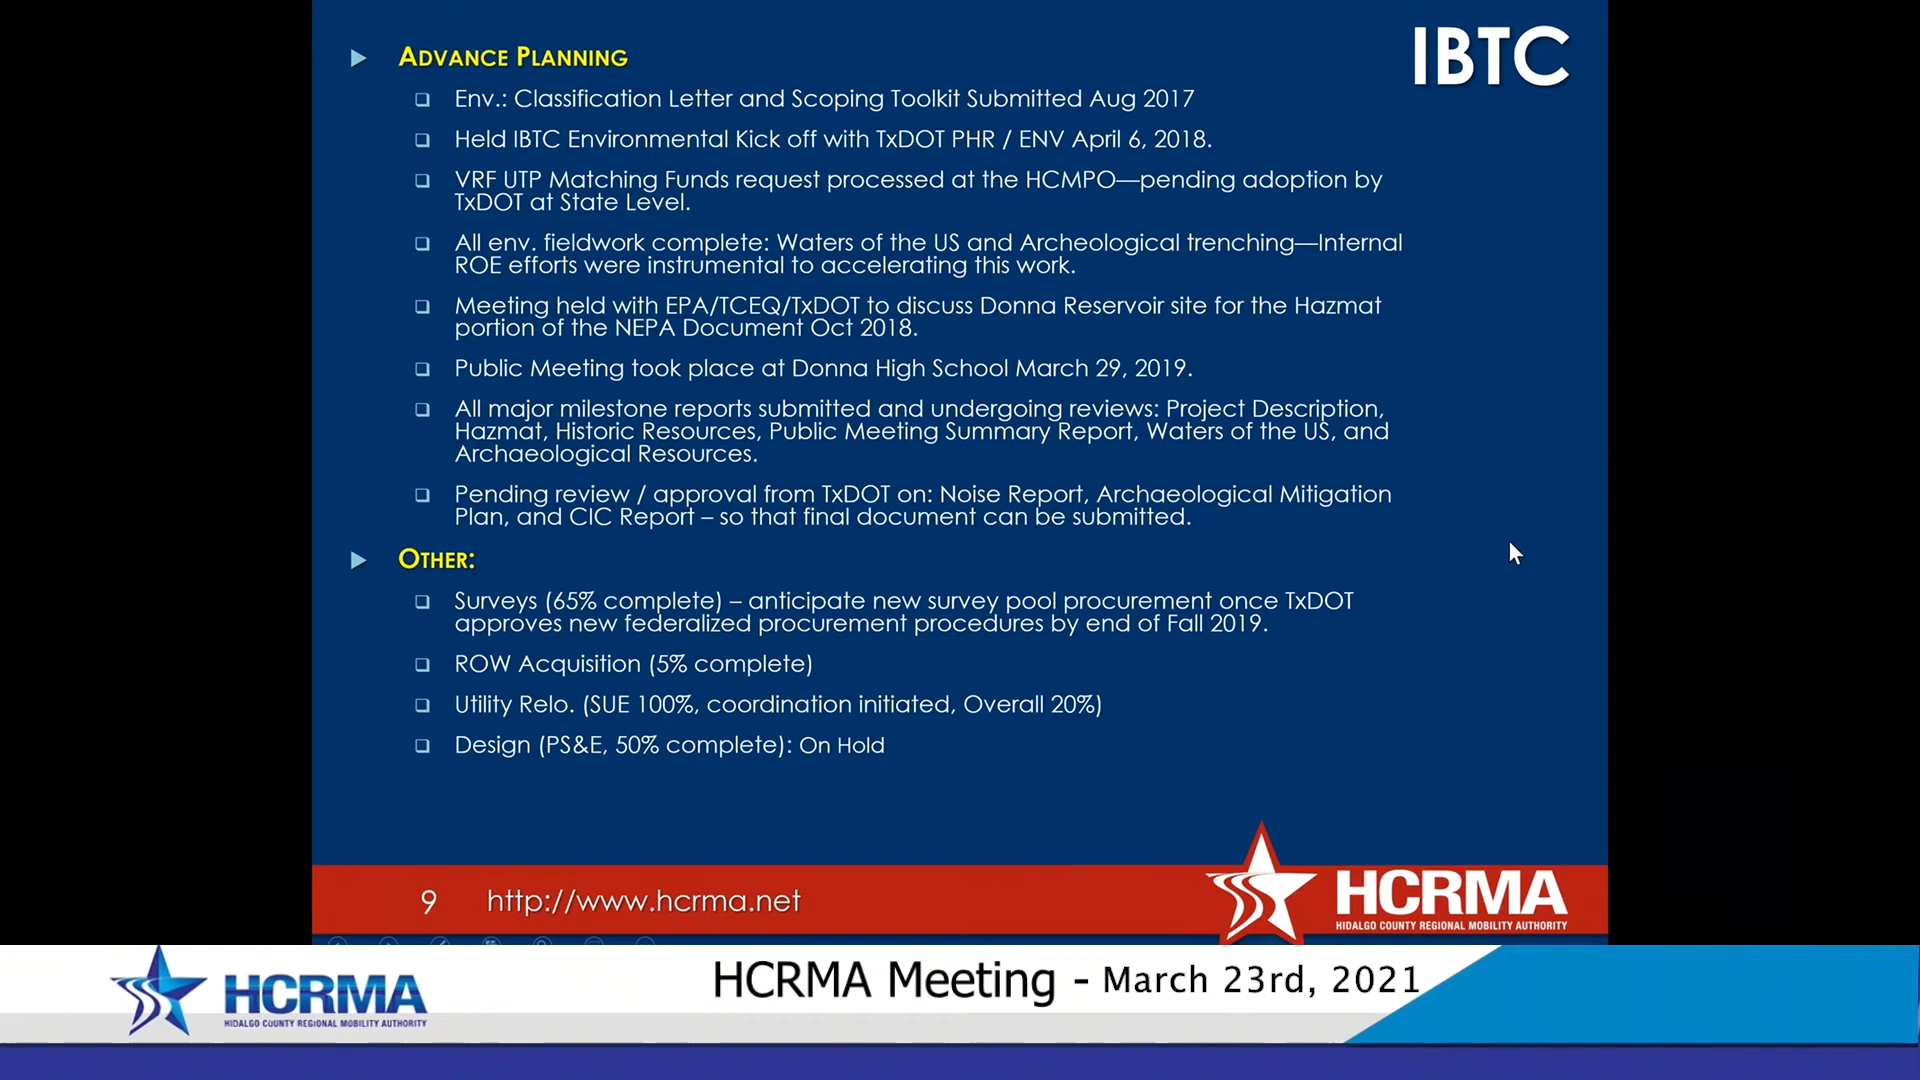 IBTC
ADVANCE PLANNING
Env.: Classification Letter and Scoping Toolkit Submitted Aug 2017
Held IBTC Environmental Kick off with TxDOT PHR / ENV April 6, 2018.
VRF UTP Matching Funds request processed at the HCMPO—pending adoption by
TxDOT at State Level.
All env. fieldwork complete: Waters of the US and Archeological trenching—Internal
ROE efforts were instrumental to accelerating this work.
Meeting held with EPA/TCEQ/TxDOT to discuss Donna Reservoir site for the Hazmat
portion of the NEPA Document Oct 2018.
Public Meeting took place at Donna High School March 29, 2019.
All major milestone reports submitted and undergoing reviews: Project Description,
Hazmat, Historic Resources, Public Meeting Summary Report, Waters of the US, and
Archaeological Resources.
Pending review / approval from TxDOT on: Noise Report, Archaeological Mitigation
Plan, and CIC Report – so that final document can be submitted.
OTHER:
Surveys (65% complete) – anticipate new survey pool procurement once TxDOT
approves new federalized procurement procedures by end of Fall 2019.
ROW Acquisition (5% complete)
Utility Relo. (SUE 100%, coordination initiated, Overall 20%)
Design (PS&E, 50% complete): On Hold
9 http://www.hcrma.net
HCRMA
HIDALGO COUNTY REGIONAL MOBILITY AUTHORITY
HCRMA
HIDALGO COUNTY REGIONAL MOBILITY AUTHORITY
HCRMA Meeting - March 23rd, 2021